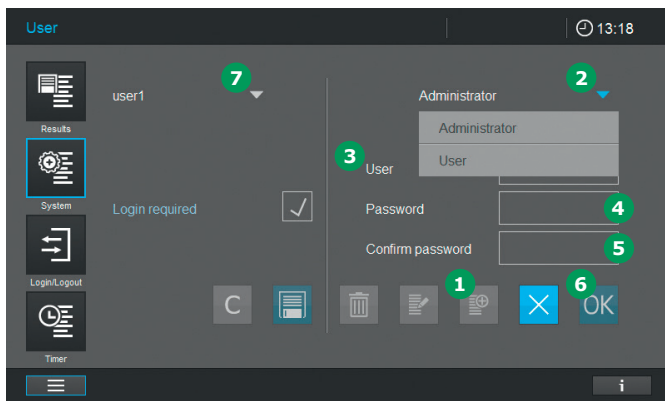 User
13:18
Results
System
Login/Logout
Timer
user1
7
Login required
C
2
Administrator
Administrator
User
3
User
Password
4
Confirm password
5
1
6
OK
i